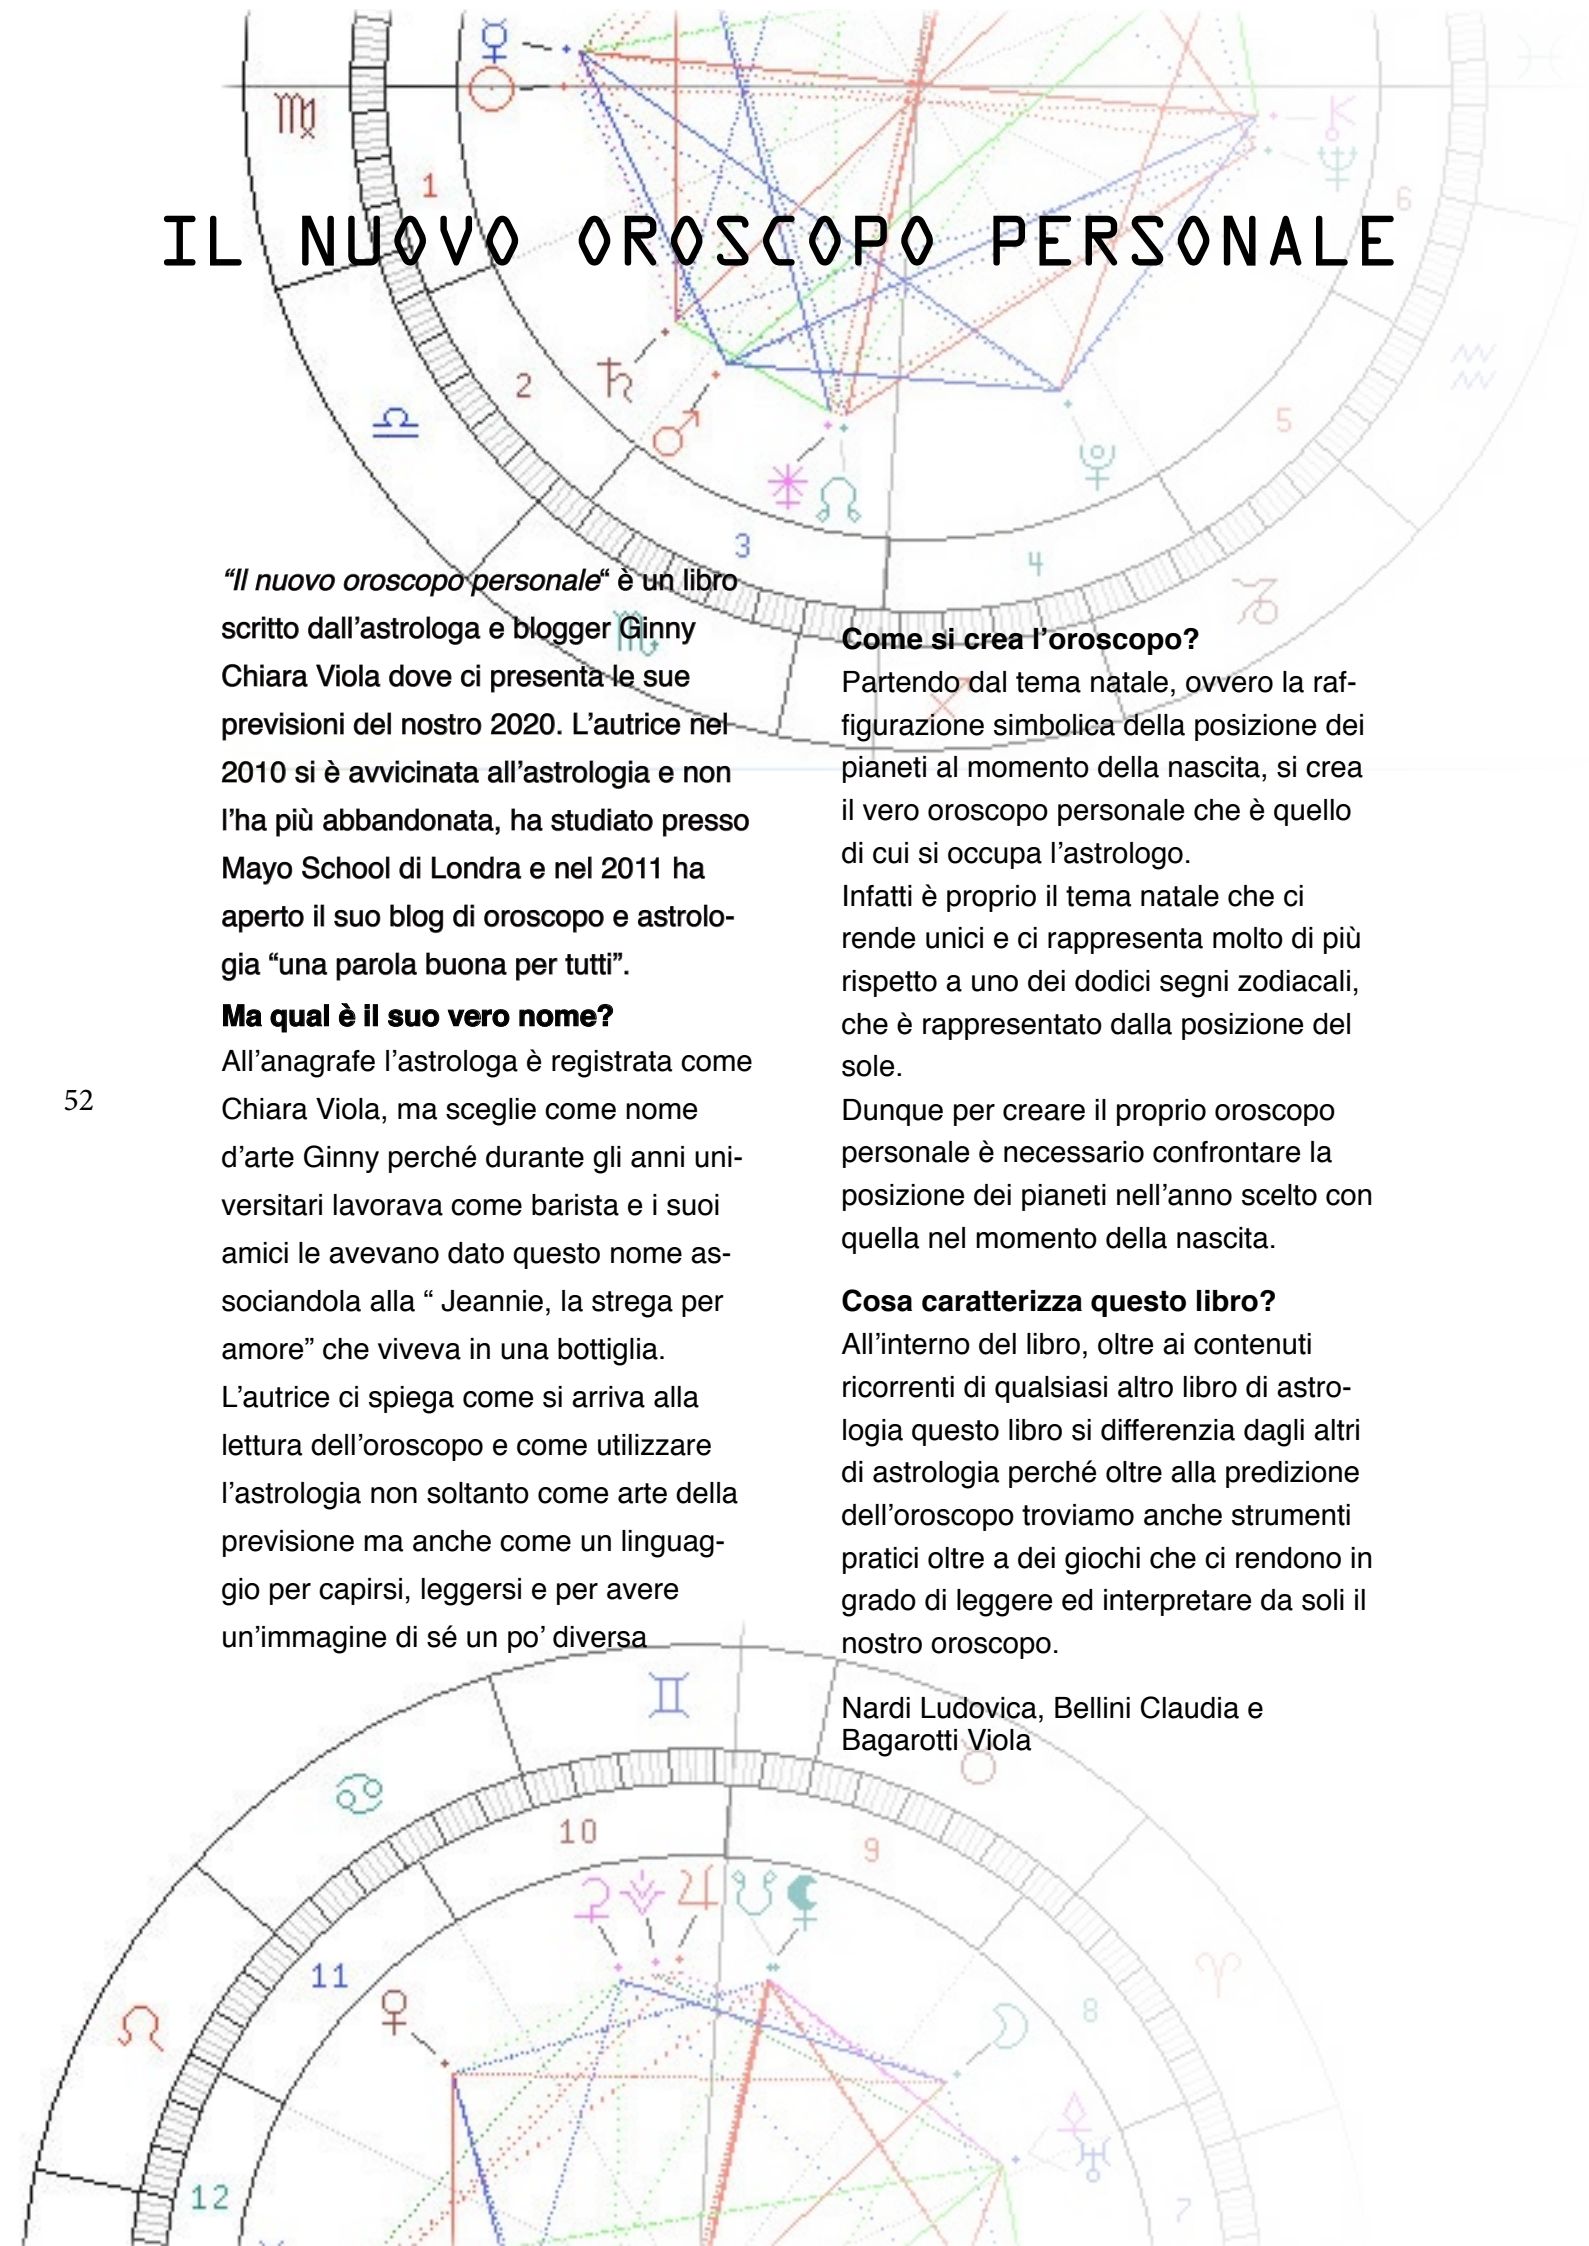 1
6
IL NUOVO OROSCOPO PERSONALE
2
5
3
4
“Il nuovo oroscopo personale“ è un libro
scritto dall’astrologa e blogger Ginny
Chiara Viola dove ci presenta le sue
previsioni del nostro 2020. L’autrice nel
2010 si è avvicinata all’astrologia e non
l’ha più abbandonata, ha studiato presso
Mayo School di Londra e nel 2011 ha
aperto il suo blog di oroscopo e astrolo-
gia “una parola buona per tutti”.
Ma qual è il suo vero nome?
All’anagrafe l’astrologa è registrata come
Chiara Viola, ma sceglie come nome
d’arte Ginny perché durante gli anni uni-
versitari lavorava come barista e i suoi
amici le avevano dato questo nome as-
sociandola alla “ Jeannie, la strega per
amore” che viveva in una bottiglia.
L’autrice ci spiega come si arriva alla
lettura dell’oroscopo e come utilizzare
l’astrologia non soltanto come arte della
previsione ma anche come un linguag-
gio per capirsi, leggersi e per avere
un’immagine di sé un po’ diversa
52
Come si crea l’oroscopo?
Partendo dal tema natale, ovvero la raf-
figurazione simbolica della posizione dei
pianeti al momento della nascita, si crea
il vero oroscopo personale che è quello
di cui si occupa l’astrologo.
Infatti è proprio il tema natale che ci
rende unici e ci rappresenta molto di più
rispetto a uno dei dodici segni zodiacali,
che è rappresentato dalla posizione del
sole.
Dunque per creare il proprio oroscopo
personale è necessario confrontare la
posizione dei pianeti nell’anno scelto con
quella nel momento della nascita.
Cosa caratterizza questo libro?
All’interno del libro, oltre ai contenuti
ricorrenti di qualsiasi altro libro di astro-
logia questo libro si differenzia dagli altri
di astrologia perché oltre alla predizione
dell’oroscopo troviamo anche strumenti
pratici oltre a dei giochi che ci rendono in
grado di leggere ed interpretare da soli il
nostro oroscopo.
Nardi Ludovica, Bellini Claudia e
Bagarotti Viola
10
9
11
8
12
7